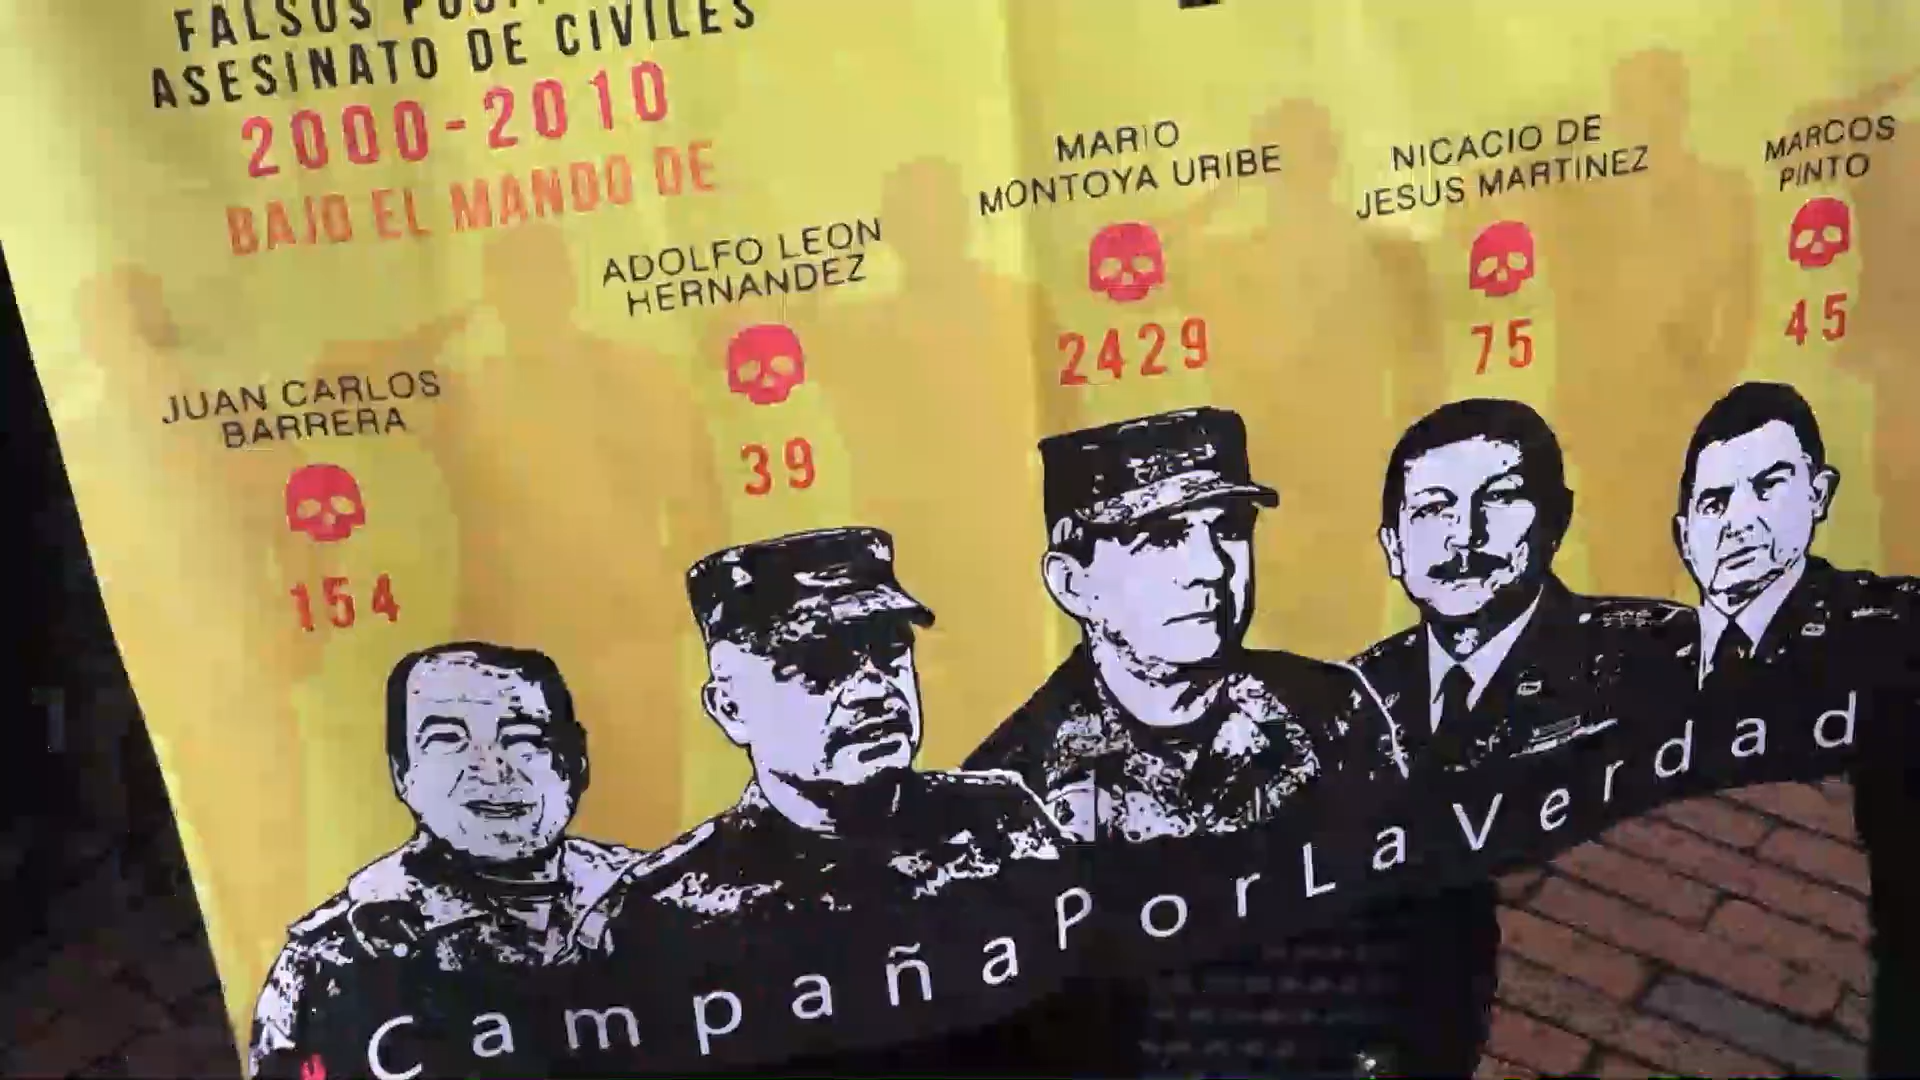 FALSOS
ASESINATO DE CIVILES
2000-2010
BAJO EL MANDO DE
JUAN CARLOS
BARRERA
154
ADOLFO LEON
HERNANDEZ
39
MARIO
MONTOYA URIBE
2429
NICACIO DE
JESUS MARTINEZ
75
MARCOS
PINTO
45
CampañaPorLaVerdad